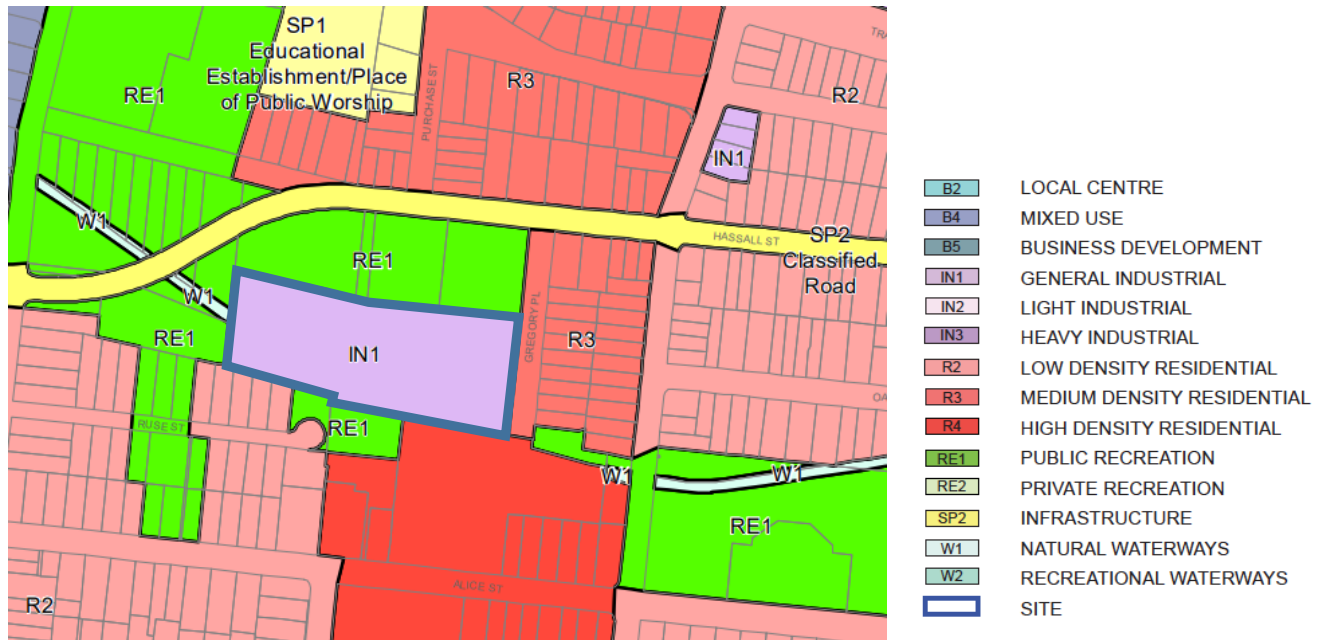 SP1
Educational
Establishment/Place
of Public Worship
RE1
PURCHASE ST
R3
R2
IN1
W1
HASSALL ST
SP2
Classified
Road
RE1
W1
RE1
IN1
GREGORY PL
R3
RUSE ST
RE1
W1
W1
RE1
ALICE ST
R2
B2 LOCAL CENTRE
B4 MIXED USE
B5 BUSINESS DEVELOPMENT
IN1 GENERAL INDUSTRIAL
IN2 LIGHT INDUSTRIAL
IN3 HEAVY INDUSTRIAL
R2 LOW DENSITY RESIDENTIAL
R3 MEDIUM DENSITY RESIDENTIAL
R4 HIGH DENSITY RESIDENTIAL
RE1 PUBLIC RECREATION
RE2 PRIVATE RECREATION
SP2 INFRASTRUCTURE
W1 NATURAL WATERWAYS
W2 RECREATIONAL WATERWAYS
SITE